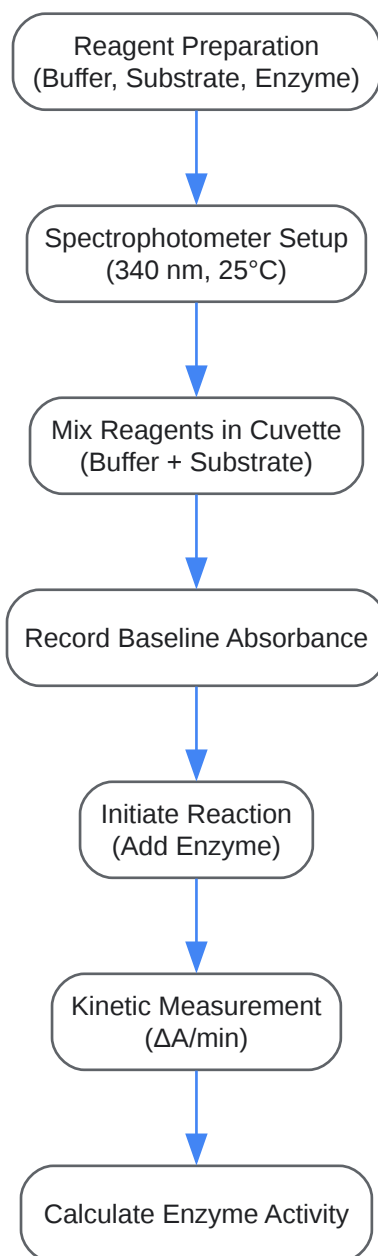 Reagent Preparation
(Buffer, Substrate, Enzyme)
Spectrophotometer Setup
(340 nm, 25°C)
Mix Reagents in Cuvette
(Buffer + Substrate)
Record Baseline Absorbance
Initiate Reaction
(Add Enzyme)
Kinetic Measurement
(ΔA/min)
Calculate Enzyme Activity